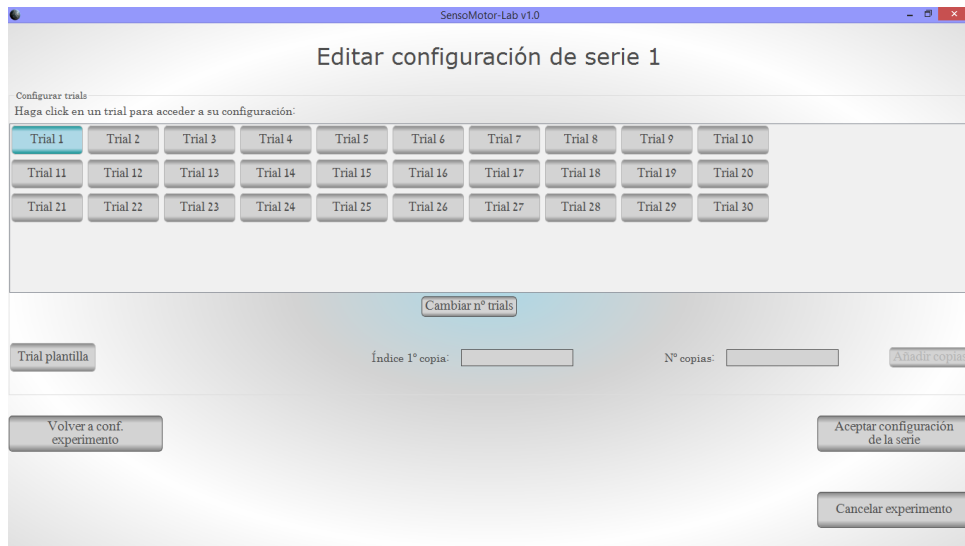 SensoMotor-Lab v1.0
Editar configuración de serie 1
Configurar trials
Haga click en un trial para acceder a su configuración:
Trial 1 Trial 2 Trial 3 Trial 4 Trial 5 Trial 6 Trial 7 Trial 8 Trial 9 Trial 10
Trial 11 Trial 12 Trial 13 Trial 14 Trial 15 Trial 16 Trial 17 Trial 18 Trial 19 Trial 20
Trial 21 Trial 22 Trial 23 Trial 24 Trial 25 Trial 26 Trial 27 Trial 28 Trial 29 Trial 30
Cambiar nº trials
Trial plantilla Índice 1º copia: Nº copias: Añadir copias
Volver a conf.
experimento
Aceptar configuración
de la serie
Cancelar experimento